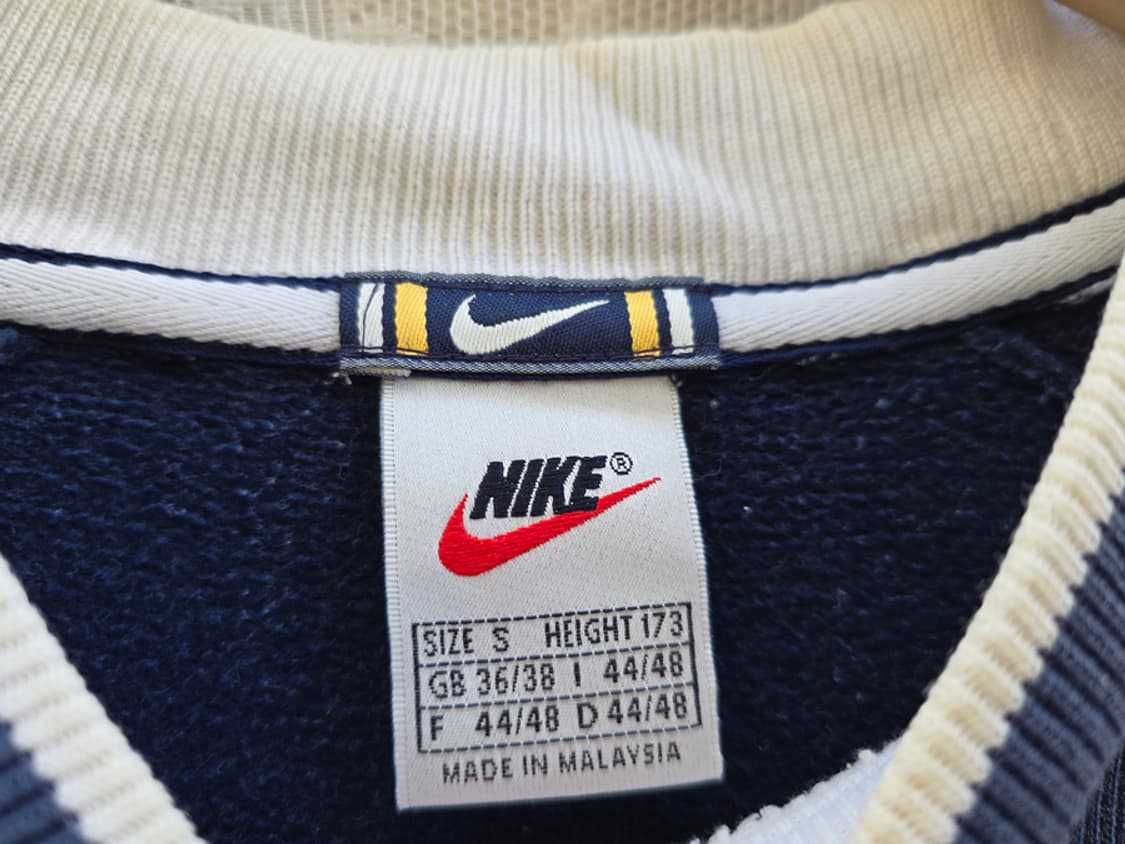 NIKE®
SIZE S HEIGHT 173
GB 36/38 I 44/48
F 44/48 D 44/48
MADE IN MALAYSIA